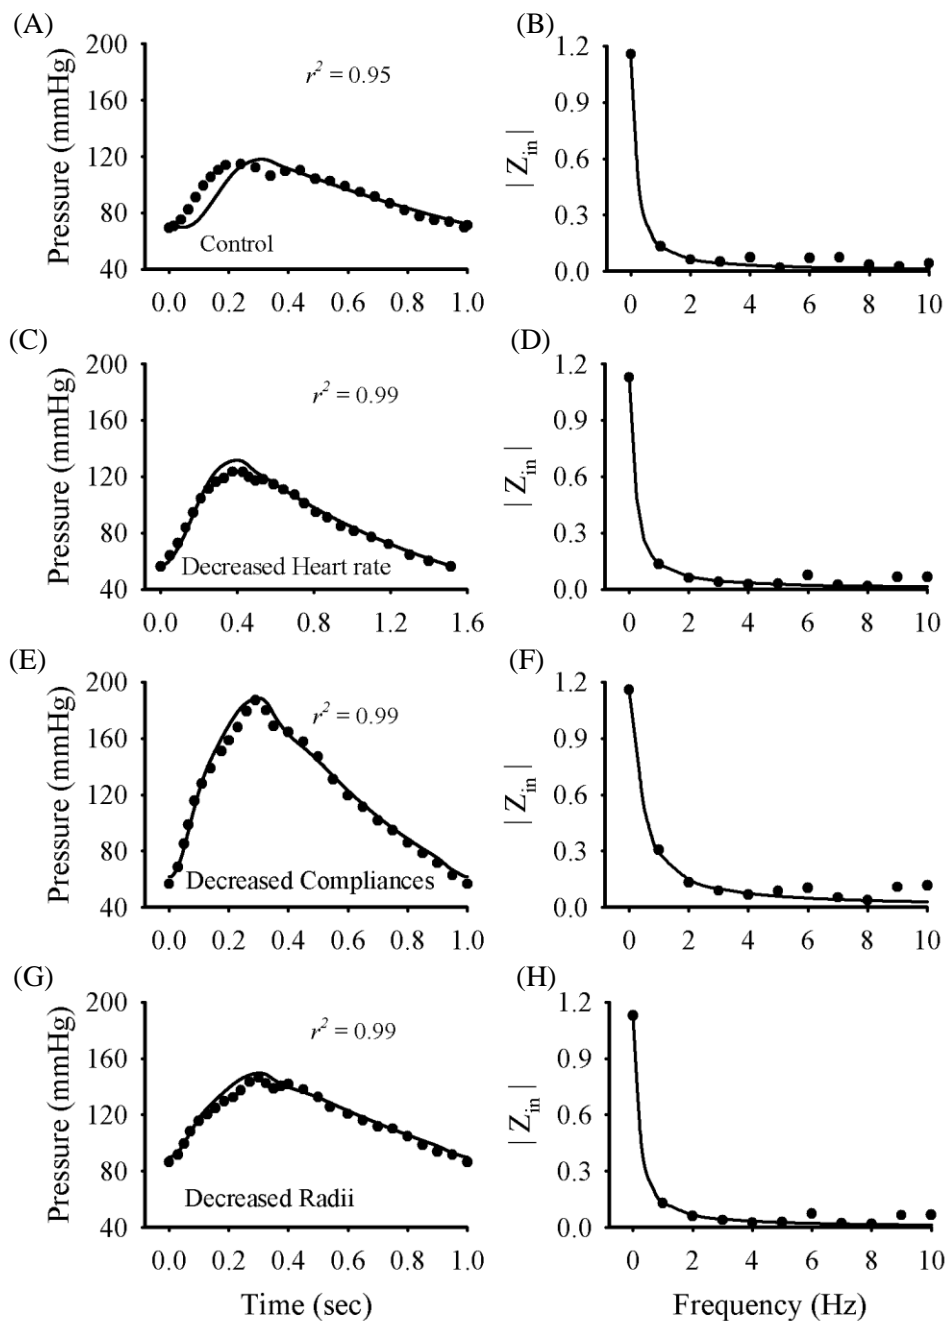 (A)
Pressure (mmHg)
200
160
120
80
40
r² = 0.95
Control
0.0 0.2 0.4 0.6 0.8 1.0
(B)
| Z_in |
1.2
0.9
0.6
0.3
0.0
0 2 4 6 8 10
(C)
Pressure (mmHg)
200
160
120
80
40
r² = 0.99
Decreased Heart rate
0.0 0.4 0.8 1.2 1.6
(D)
| Z_in |
1.2
0.9
0.6
0.3
0.0
0 2 4 6 8 10
(E)
Pressure (mmHg)
200
160
120
80
40
r² = 0.99
Decreased Compliances
0.0 0.2 0.4 0.6 0.8 1.0
(F)
| Z_in |
1.2
0.9
0.6
0.3
0.0
0 2 4 6 8 10
(G)
Pressure (mmHg)
200
160
120
80
40
r² = 0.99
Decreased Radii
0.0 0.2 0.4 0.6 0.8 1.0
Time (sec)
(H)
| Z_in |
1.2
0.9
0.6
0.3
0.0
0 2 4 6 8 10
Frequency (Hz)